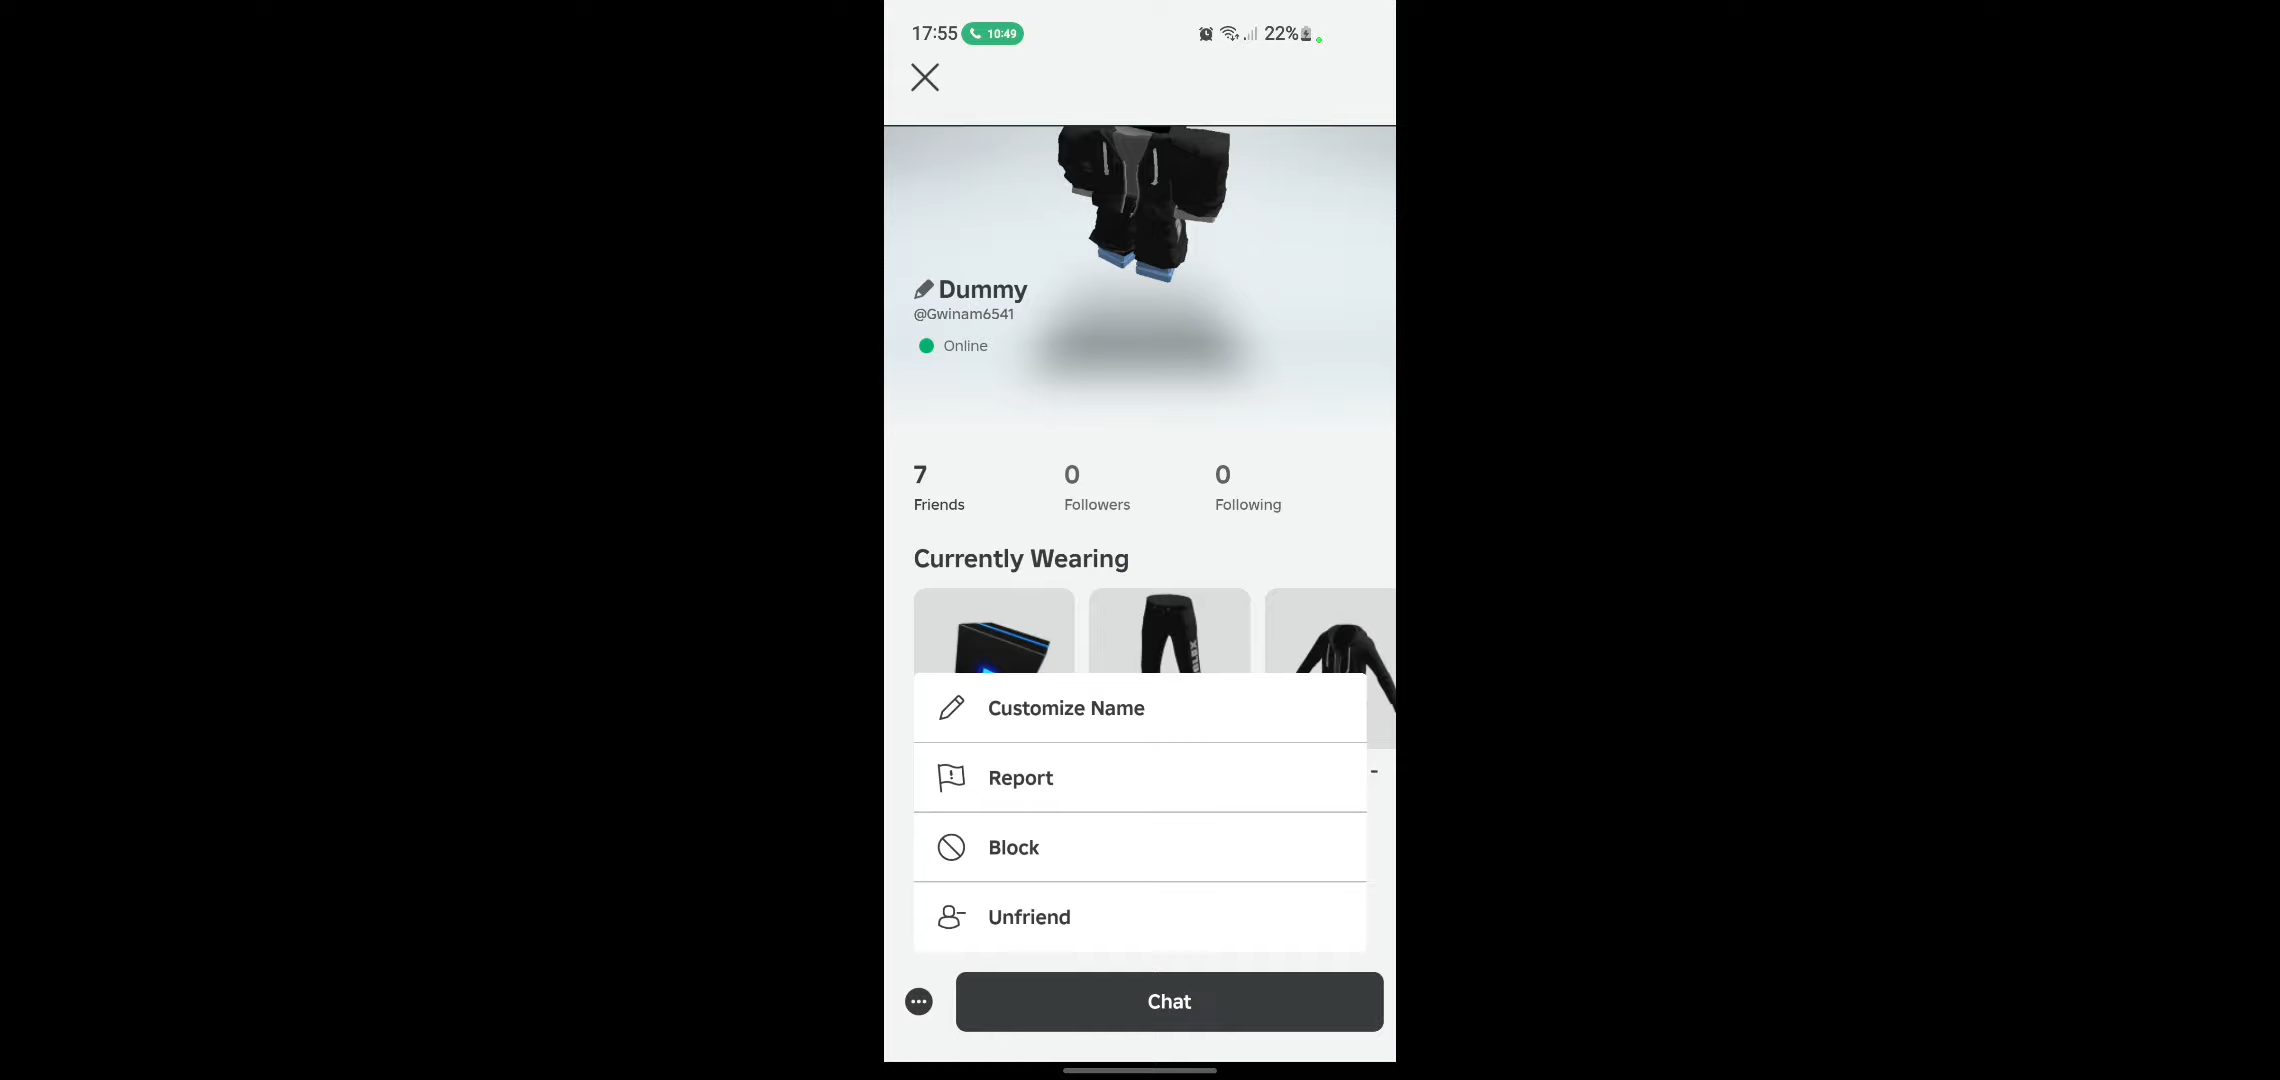 17:55 10:49 22%
Dummy
@Gwinam6541
Online
7 0 0
Friends Followers Following
Currently Wearing
Customize Name
Report
Block
Unfriend
Chat